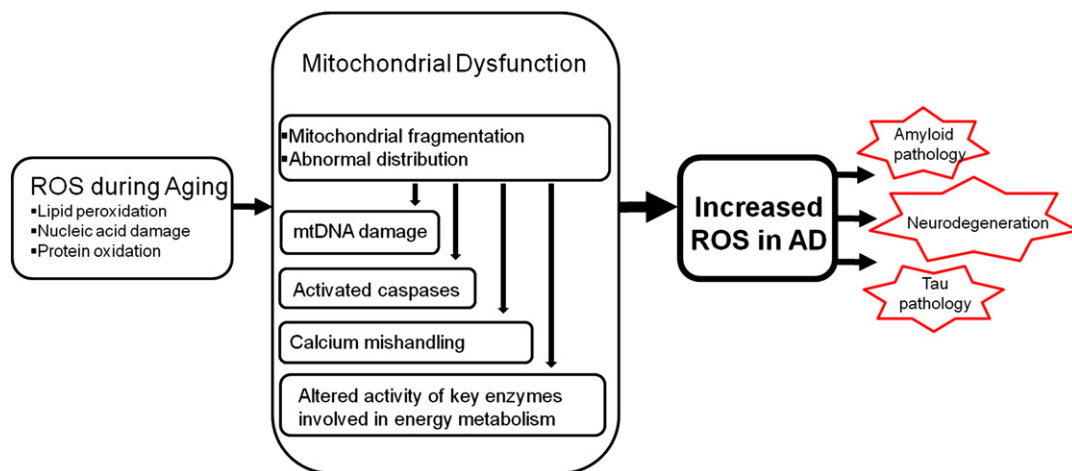 ROS during Aging
▪Lipid peroxidation
▪Nucleic acid damage
▪Protein oxidation
Mitochondrial Dysfunction
▪Mitochondrial fragmentation
▪Abnormal distribution
mtDNA damage
Activated caspases
Calcium mishandling
Altered activity of key enzymes
involved in energy metabolism
Increased
ROS in AD
Amyloid
pathology
Neurodegeneration
Tau
pathology